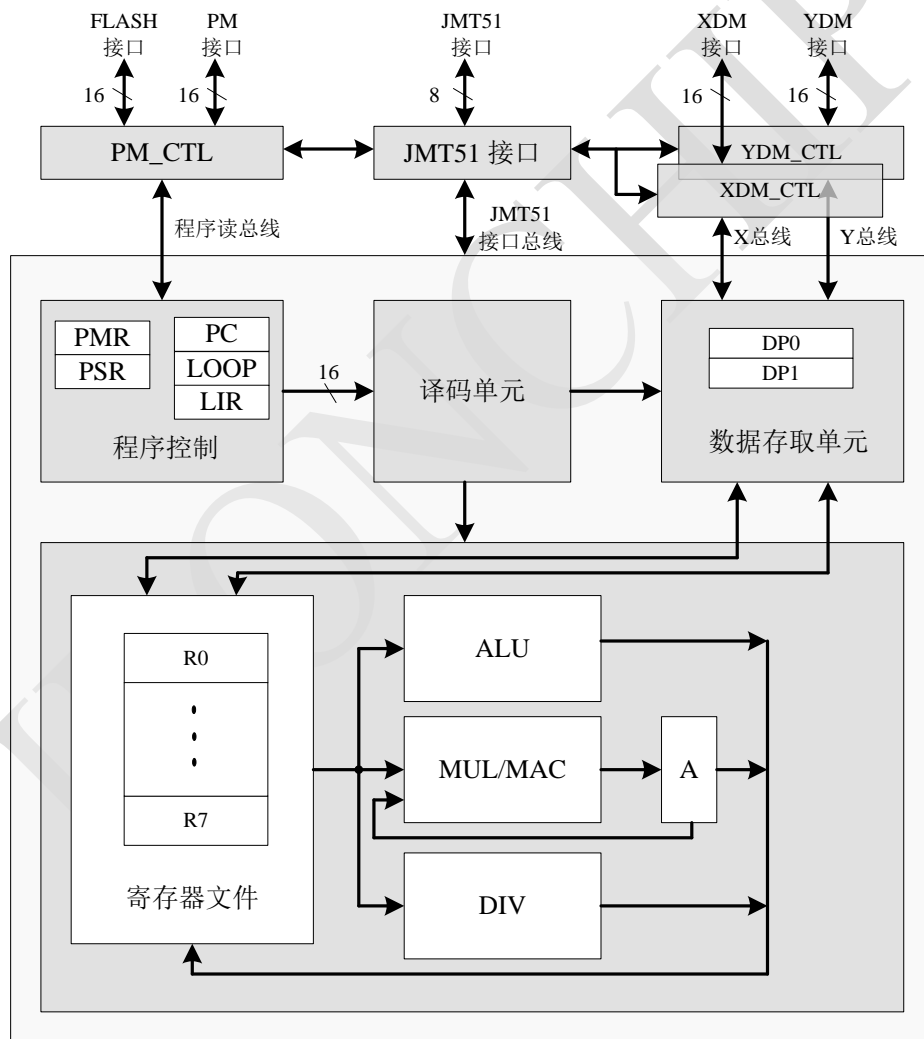 FLASH
接口
PM
接口
JMT51
接口
XDM
接口
YDM
接口
16
16
8
16
16
PM_CTL
JMT51 接口
YDM_CTL
XDM_CTL
程序读总线
JMT51
接口总线
X总线
Y总线
PMR
PSR
PC
LOOP
LIR
程序控制
16
译码单元
DP0
DP1
数据存取单元
R0
R7
寄存器文件
ALU
MUL/MAC
A
DIV